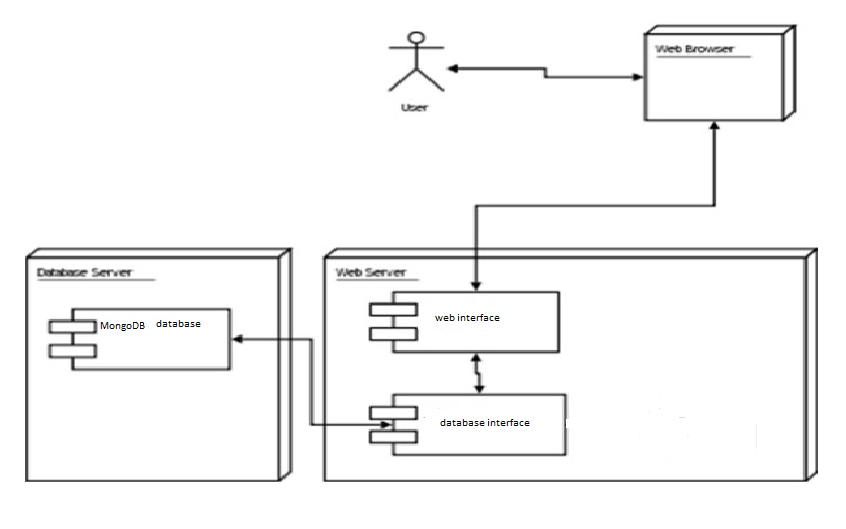 Web Browser
User
Database Server
Web Server
MongoDB database
web interface
database interface